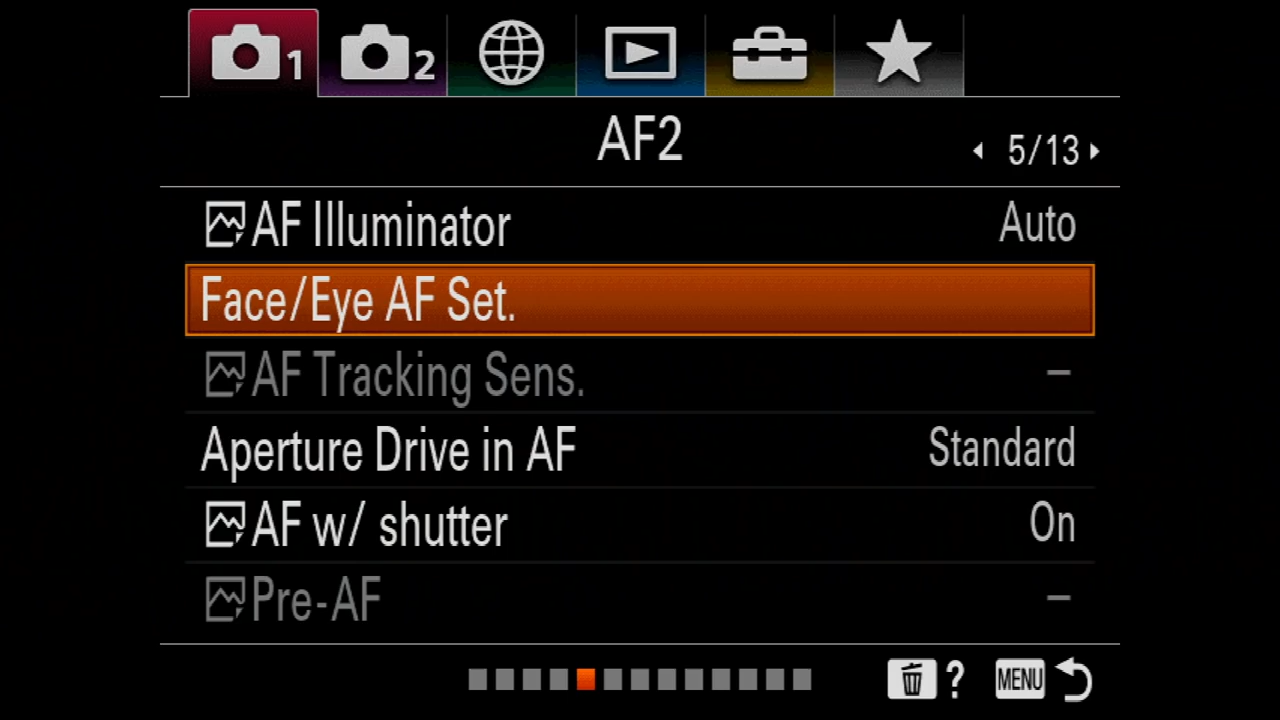 1 2
AF2
5/13
AF Illuminator Auto
Face/Eye AF Set.
AF Tracking Sens. –
Aperture Drive in AF Standard
AF w/ shutter On
Pre-AF –
? MENU